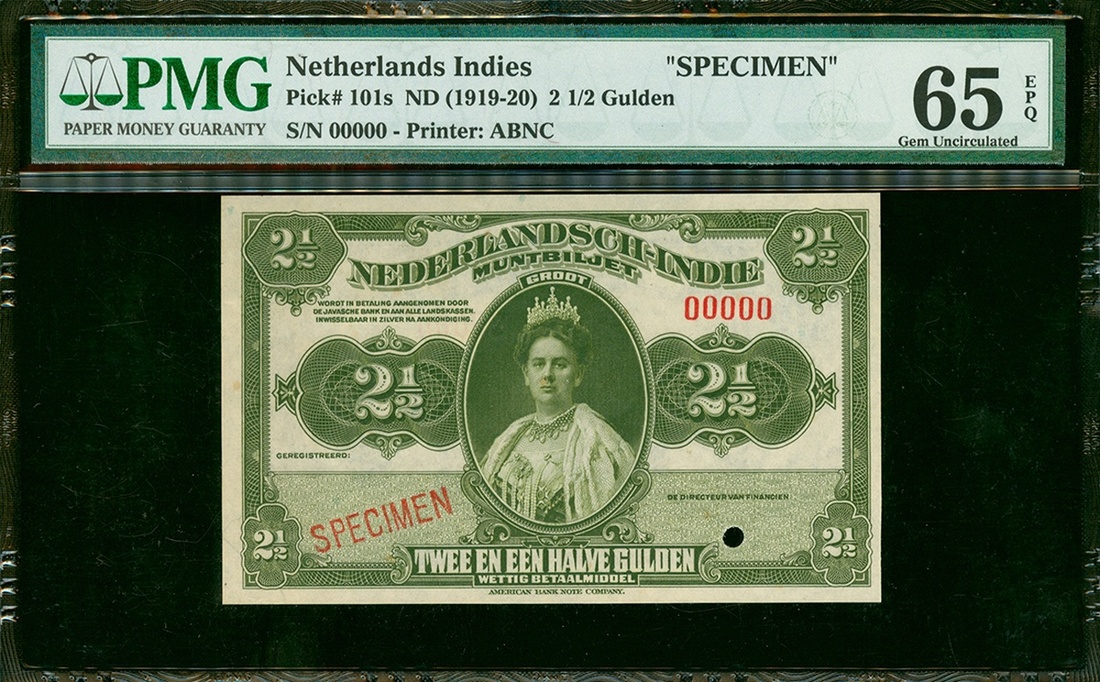 PMG
PAPER MONEY GUARANTY
Netherlands Indies "SPECIMEN"
Pick# 101s ND (1919-20) 2 1/2 Gulden
S/N 00000 - Printer: ABNC
65
EPQ
Gem Uncirculated
2½ 2½
NEDERLANDSCH-INDIE
MUNTBILJET
GROOT
WORDT IN BETALING AANGENOMEN DOOR
DE JAVASCHE BANK EN AAN ALLE LANDSKASSEN.
INWISSELBAAR IN ZILVER NA AANKONDIGING.
00000
2½ 2½
GEREGISTREERD:
DE DIRECTEUR VAN FINANCIEN
SPECIMEN
2½ 2½
TWEE EN EEN HALVE GULDEN
WETTIG BETAALMIDDEL
AMERICAN BANK NOTE COMPANY.